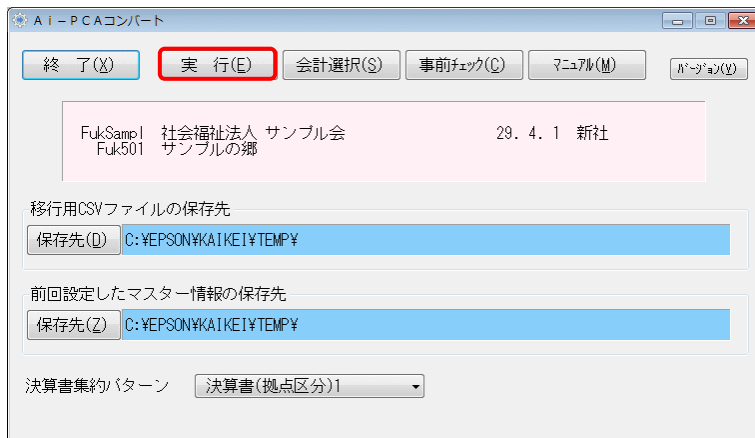 Ai-PCAコンバート
終 了(X) 実 行(E) 会計選択(S) 事前ﾁｪｯｸ(C) ﾏﾆｭｱﾙ(M) ﾊﾞｰｼﾞｮﾝ(V)
FukSampl 社会福祉法人 サンプル会 29. 4. 1 新社
Fuk501 サンプルの郷
移行用CSVファイルの保存先
保存先(D) C:¥EPSON¥KAIKEI¥TEMP¥
前回設定したマスター情報の保存先
保存先(Z) C:¥EPSON¥KAIKEI¥TEMP¥
決算書集約パターン 決算書(拠点区分)1